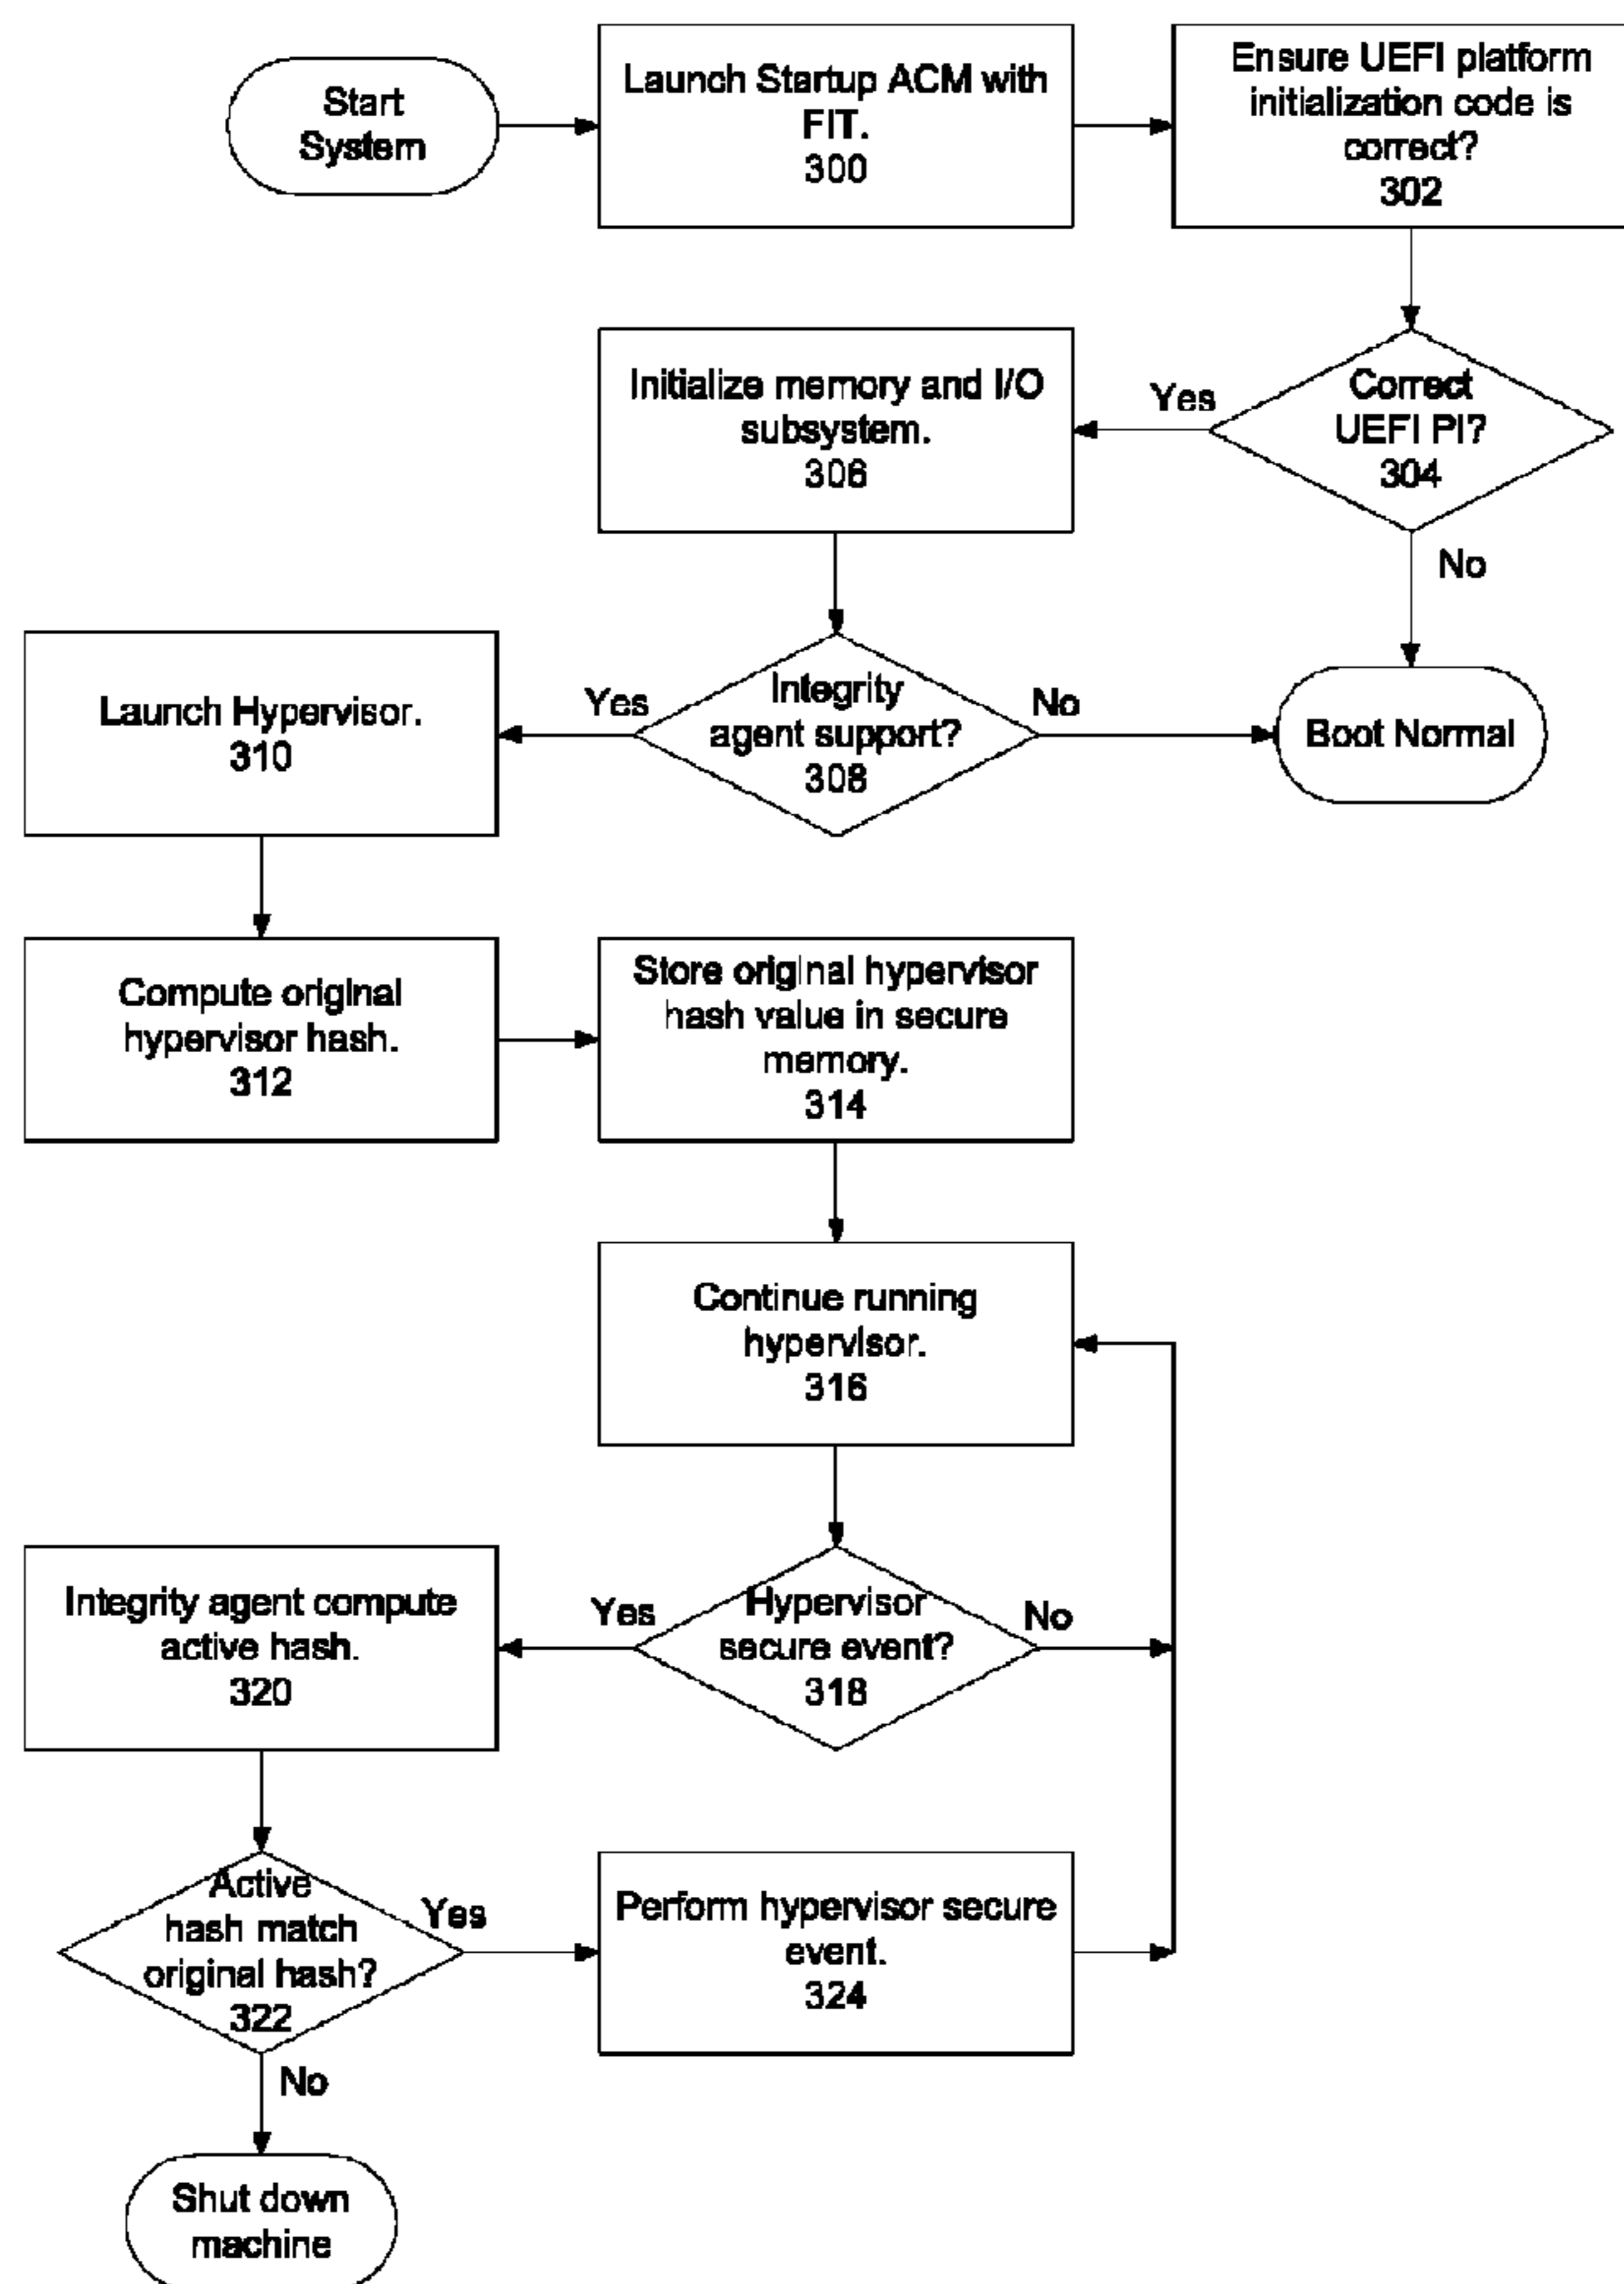 Start
System
Launch Startup ACM with
FIT.
300
Ensure UEFI platform
initialization code is
correct?
302
Initialize memory and I/O
subsystem.
306
Yes
Correct
UEFI PI?
304
No
Launch Hypervisor.
310
Yes
Integrity
agent support?
308
No
Boot Normal
Compute original
hypervisor hash.
312
Store original hypervisor
hash value in secure
memory.
314
Continue running
hypervisor.
316
Integrity agent compute
active hash.
320
Yes
Hypervisor
secure event?
318
No
Active
hash match
original hash?
322
Yes
Perform hypervisor secure
event.
324
No
Shut down
machine